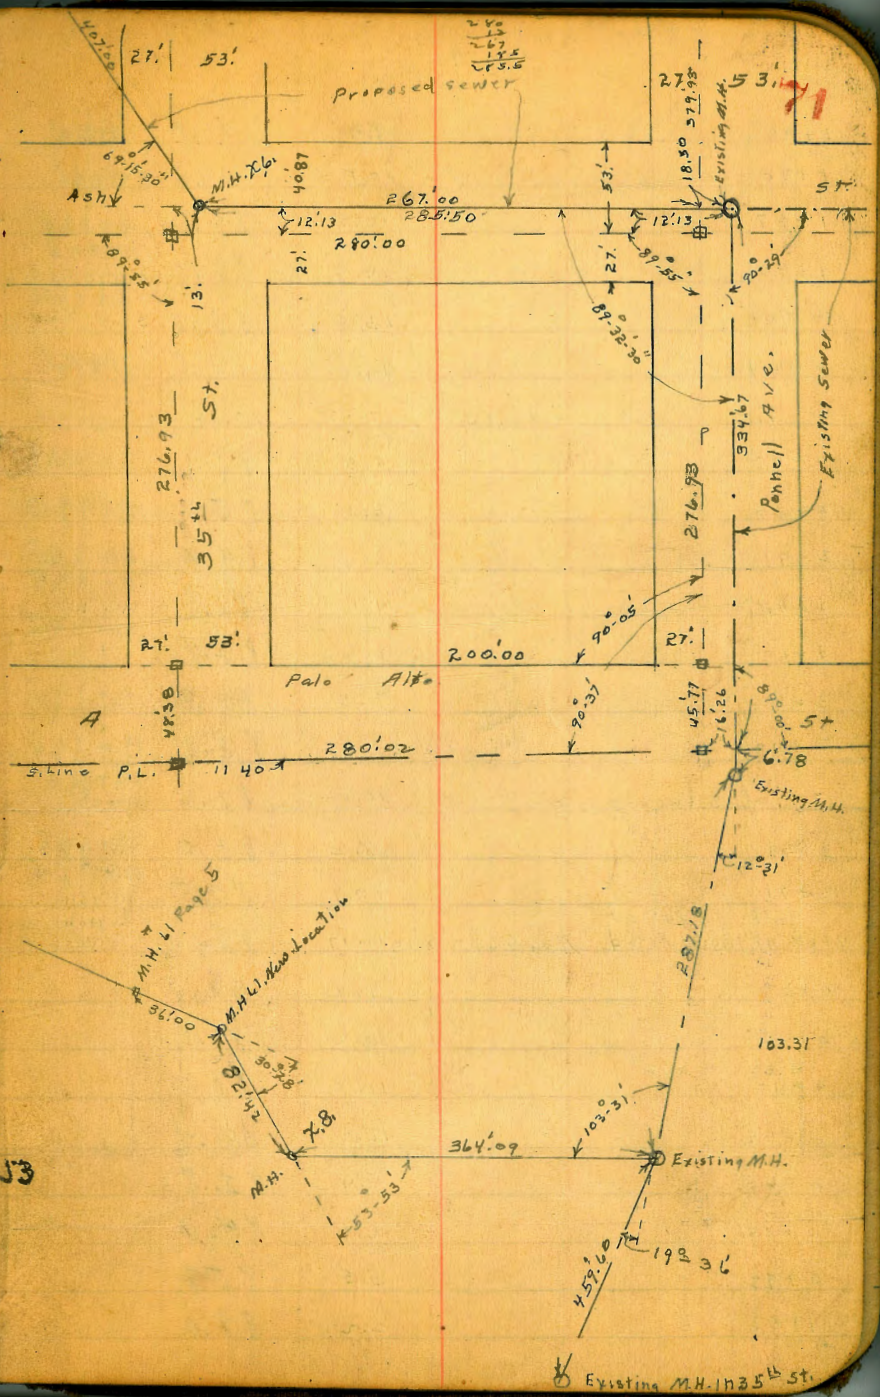 407.00
27.'
53.'
Proposed sewer
27
53.'
71
379.93
18.50
Existing M.H.
69°-15'-30"
M.H. X6.
40.87
53.'
Ash
267.00
285.50
St.
12.13
12.13
280.00
27.'
27.'
89°-55'
89°-55'
90°-29'
13.'
89°-32'-30"
276.93
St.
35th
334.67
Pannell Ave.
Existing Sewer
P
276.93
90°-05'
27.'
53.'
200.00
27.'
Palo Alto
A
48.38
90°-37'
45.77
16.26
St
280.02
S. Line P.L.
11 40
6.78
Existing M.H.
12°-31'
M.H. 61 Page 5
M.H 61. New Location
287.18
36.00
82.42
103.31
103°-31'
X.8.
M.H.
364.09
Existing M.H.
53
53°-53'
459.60
19° 36'
Existing M.H. in 35th St.